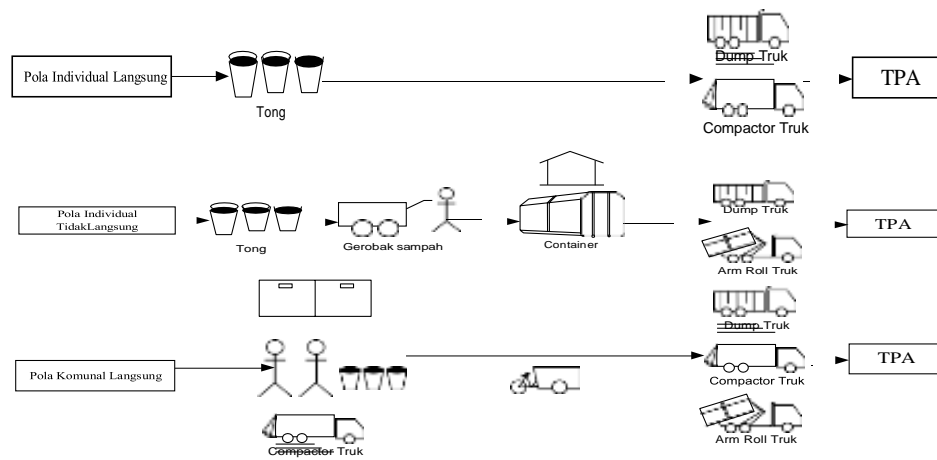 Dump Truk
Pola Individual Langsung
TPA
Tong
Compactor Truk
Pola Individual
TidakLangsung
Dump Truk
TPA
Tong
Gerobak sampah
Container
Arm Roll Truk
Dump Truk
Pola Komunal Langsung
TPA
Compactor Truk
Arm Roll Truk
Compactor Truk